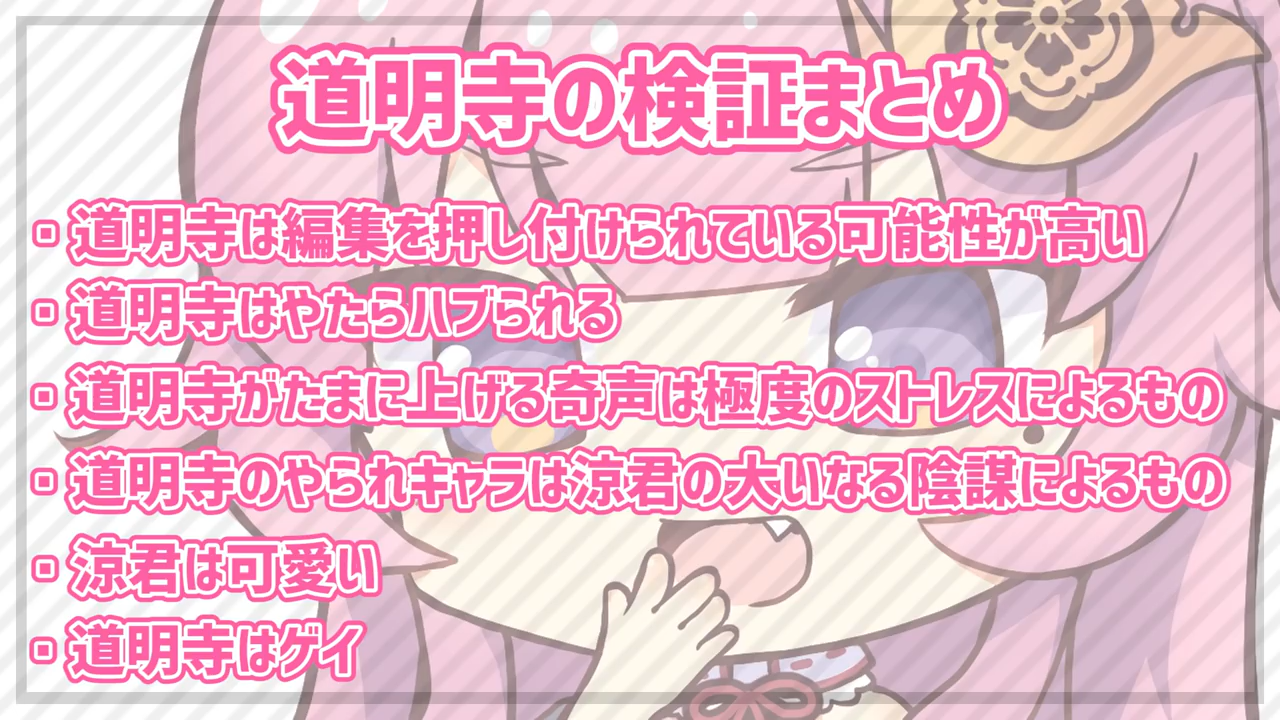 道明寺の検証まとめ
・道明寺は編集を押し付けられている可能性が高い
・道明寺はやたらハブられる
・道明寺がたまに上げる奇声は極度のストレスによるもの
・道明寺のやられキャラは涼君の大いなる陰謀によるもの
・涼君は可愛い
・道明寺はゲイ